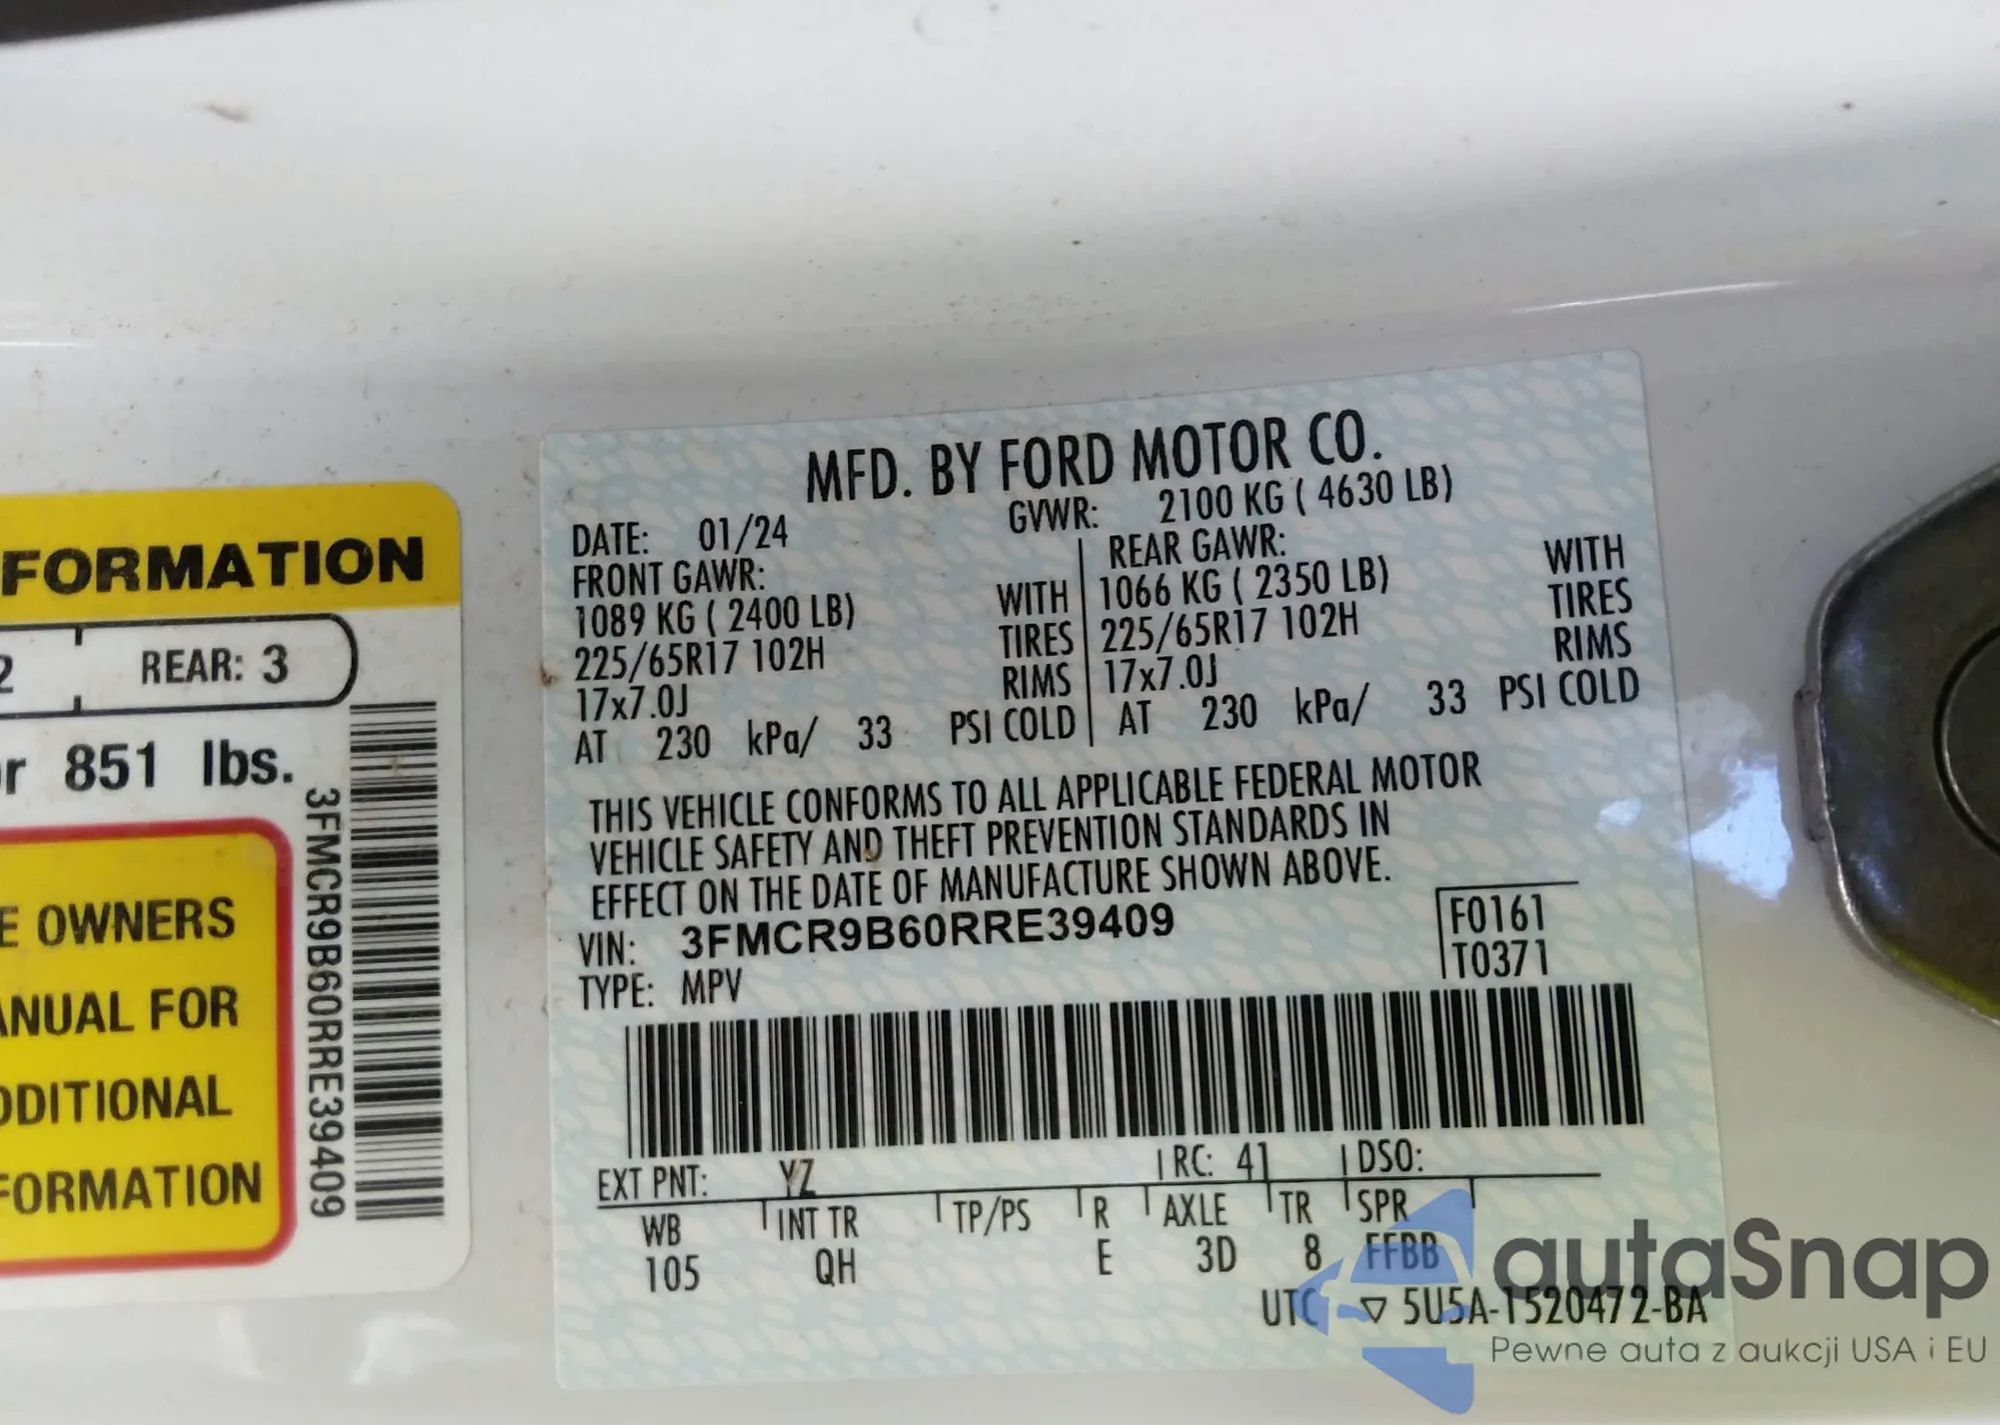 FORMATION
2 REAR: 3
r 851 lbs.
E OWNERS
ANUAL FOR
DDITIONAL
FORMATION
3FMCR9B60RRE39409
MFD. BY FORD MOTOR CO.
DATE: 01/24 GVWR: 2100 KG ( 4630 LB)
FRONT GAWR: REAR GAWR:
1089 KG ( 2400 LB) WITH 1066 KG ( 2350 LB) WITH
225/65R17 102H TIRES 225/65R17 102H TIRES
17x7.0J RIMS 17x7.0J RIMS
AT 230 kPa/ 33 PSI COLD AT 230 kPa/ 33 PSI COLD
THIS VEHICLE CONFORMS TO ALL APPLICABLE FEDERAL MOTOR
VEHICLE SAFETY AND THEFT PREVENTION STANDARDS IN
EFFECT ON THE DATE OF MANUFACTURE SHOWN ABOVE.
VIN: 3FMCR9B60RRE39409 F0161
TYPE: MPV T0371
EXT PNT: YZ RC: 41 DSO:
WB INT TR TP/PS R AXLE TR SPR
105 QH E 3D 8 FFBB
UTC ▽ 5U5A-1520472-BA
autaSnap
Pewne auta z aukcji USA i EU